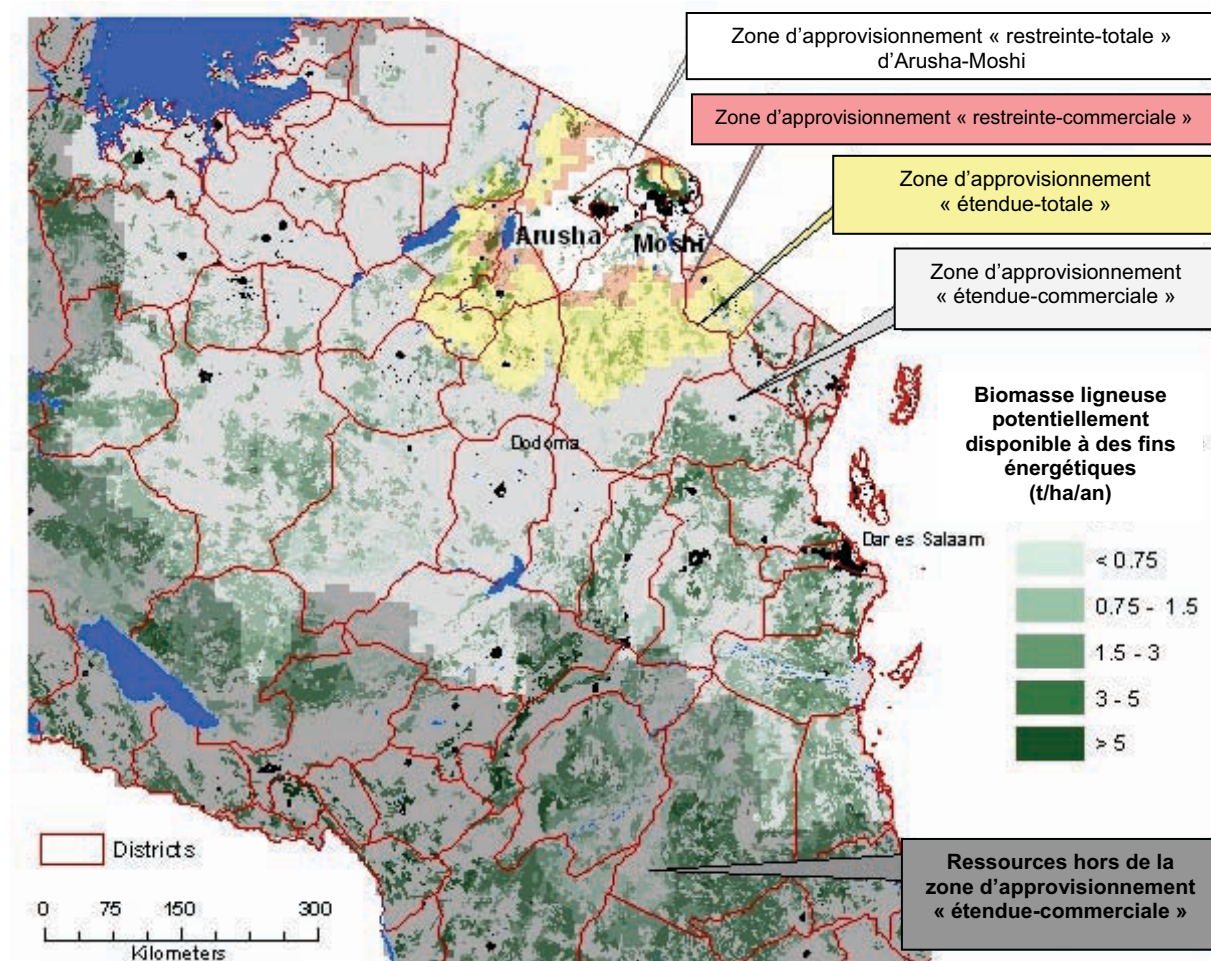 Zone d’approvisionnement « restreinte-totale »
d’Arusha-Moshi
Zone d’approvisionnement « restreinte-commerciale »
Zone d’approvisionnement
« étendue-totale »
Zone d’approvisionnement
« étendue-commerciale »
Arusha
Moshi
Dodoma
Dar es Salaam
Biomasse ligneuse
potentiellement
disponible à des fins
énergétiques
(t/ha/an)
< 0.75
0.75 - 1.5
1.5 - 3
3 - 5
> 5
Ressources hors de la
zone d’approvisionnement
« étendue-commerciale »
Districts
0 75 150 300
Kilometers